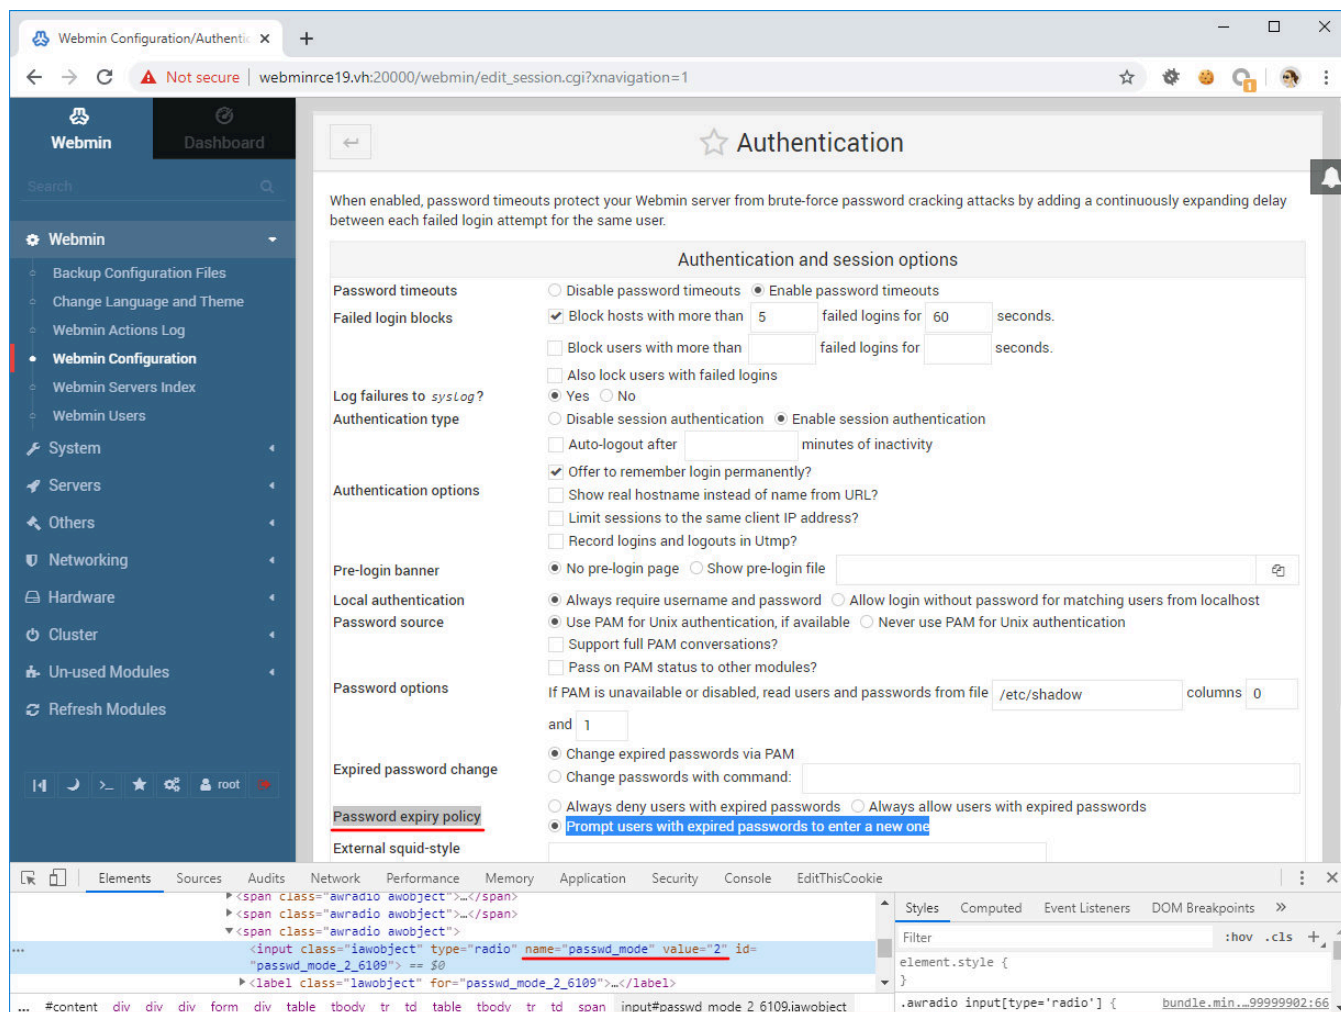 Webmin Configuration/Authentic
Not secure | webminrce19.vh:20000/webmin/edit_session.cgi?xnavigation=1
1
Webmin
Dashboard
Search
Webmin
Backup Configuration Files
Change Language and Theme
Webmin Actions Log
Webmin Configuration
Webmin Servers Index
Webmin Users
System
Servers
Others
Networking
Hardware
Cluster
Un-used Modules
Refresh Modules
root
Authentication
When enabled, password timeouts protect your Webmin server from brute-force password cracking attacks by adding a continuously expanding delay
between each failed login attempt for the same user.
Authentication and session options
Password timeouts Disable password timeouts Enable password timeouts
Failed login blocks Block hosts with more than 5 failed logins for 60 seconds.
Block users with more than failed logins for seconds.
Also lock users with failed logins
Log failures to syslog? Yes No
Authentication type Disable session authentication Enable session authentication
Auto-logout after minutes of inactivity
Offer to remember login permanently?
Authentication options Show real hostname instead of name from URL?
Limit sessions to the same client IP address?
Record logins and logouts in Utmp?
Pre-login banner No pre-login page Show pre-login file
Local authentication Always require username and password Allow login without password for matching users from localhost
Password source Use PAM for Unix authentication, if available Never use PAM for Unix authentication
Support full PAM conversations?
Pass on PAM status to other modules?
Password options If PAM is unavailable or disabled, read users and passwords from file /etc/shadow columns 0
and 1
Change expired passwords via PAM
Expired password change Change passwords with command:
Password expiry policy Always deny users with expired passwords Always allow users with expired passwords
Prompt users with expired passwords to enter a new one
External squid-style
Elements Sources Audits Network Performance Memory Application Security Console EditThisCookie
<span class="awradio awobject">…</span>
<span class="awradio awobject">…</span>
<span class="awradio awobject">
<input class="iawobject" type="radio" name="passwd_mode" value="2" id=
"passwd_mode_2_6109"> == $0
<label class="lawobject" for="passwd_mode_2_6109">…</label>
... #content div div div form div table tbody tr td table tbody tr td span input#passwd_mode_2_6109.iawobject
Styles Computed Event Listeners DOM Breakpoints »
Filter :hov .cls +
element.style {
}
.awradio input[type='radio'] { bundle.min.…99999902:66